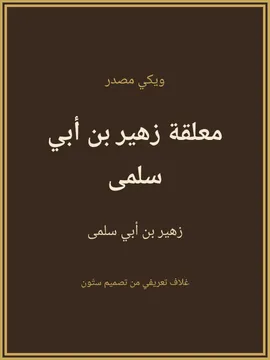 ويكي مصدر
معلقة زهير بن أبي
سلمى
زهير بن أبي سلمى
غلاف تعريفي من تصميم ستون